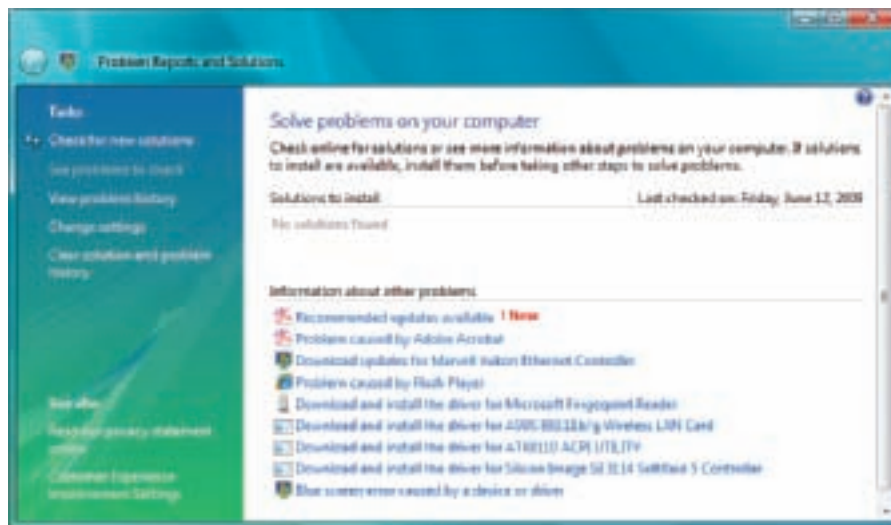 Problem Reports and Solutions
Tasks
Check for new solutions
See problems to check
View problem history
Change settings
Clear solution and problem
history
See also
Read our privacy statement
online
Customer Experience
Improvement Settings
Solve problems on your computer
Check online for solutions or see more information about problems on your computer. If solutions
to install are available, install them before taking other steps to solve problems.
Solutions to install
Last checked on: Friday, June 12, 2009
No solutions found
Information about other problems
Recommended updates available ! New
Problem caused by Adobe Acrobat
Download updates for Marvell Yukon Ethernet Controller
Problem caused by Flash Player
Download and install the driver for Microsoft Fingerprint Reader
Download and install the driver for ASUS 802.11b/g Wireless LAN Card
Download and install the driver for ATK0110 ACPI UTILITY
Download and install the driver for Silicon Image SiI 3114 SoftRaid 5 Controller
Blue screen error caused by a device or driver